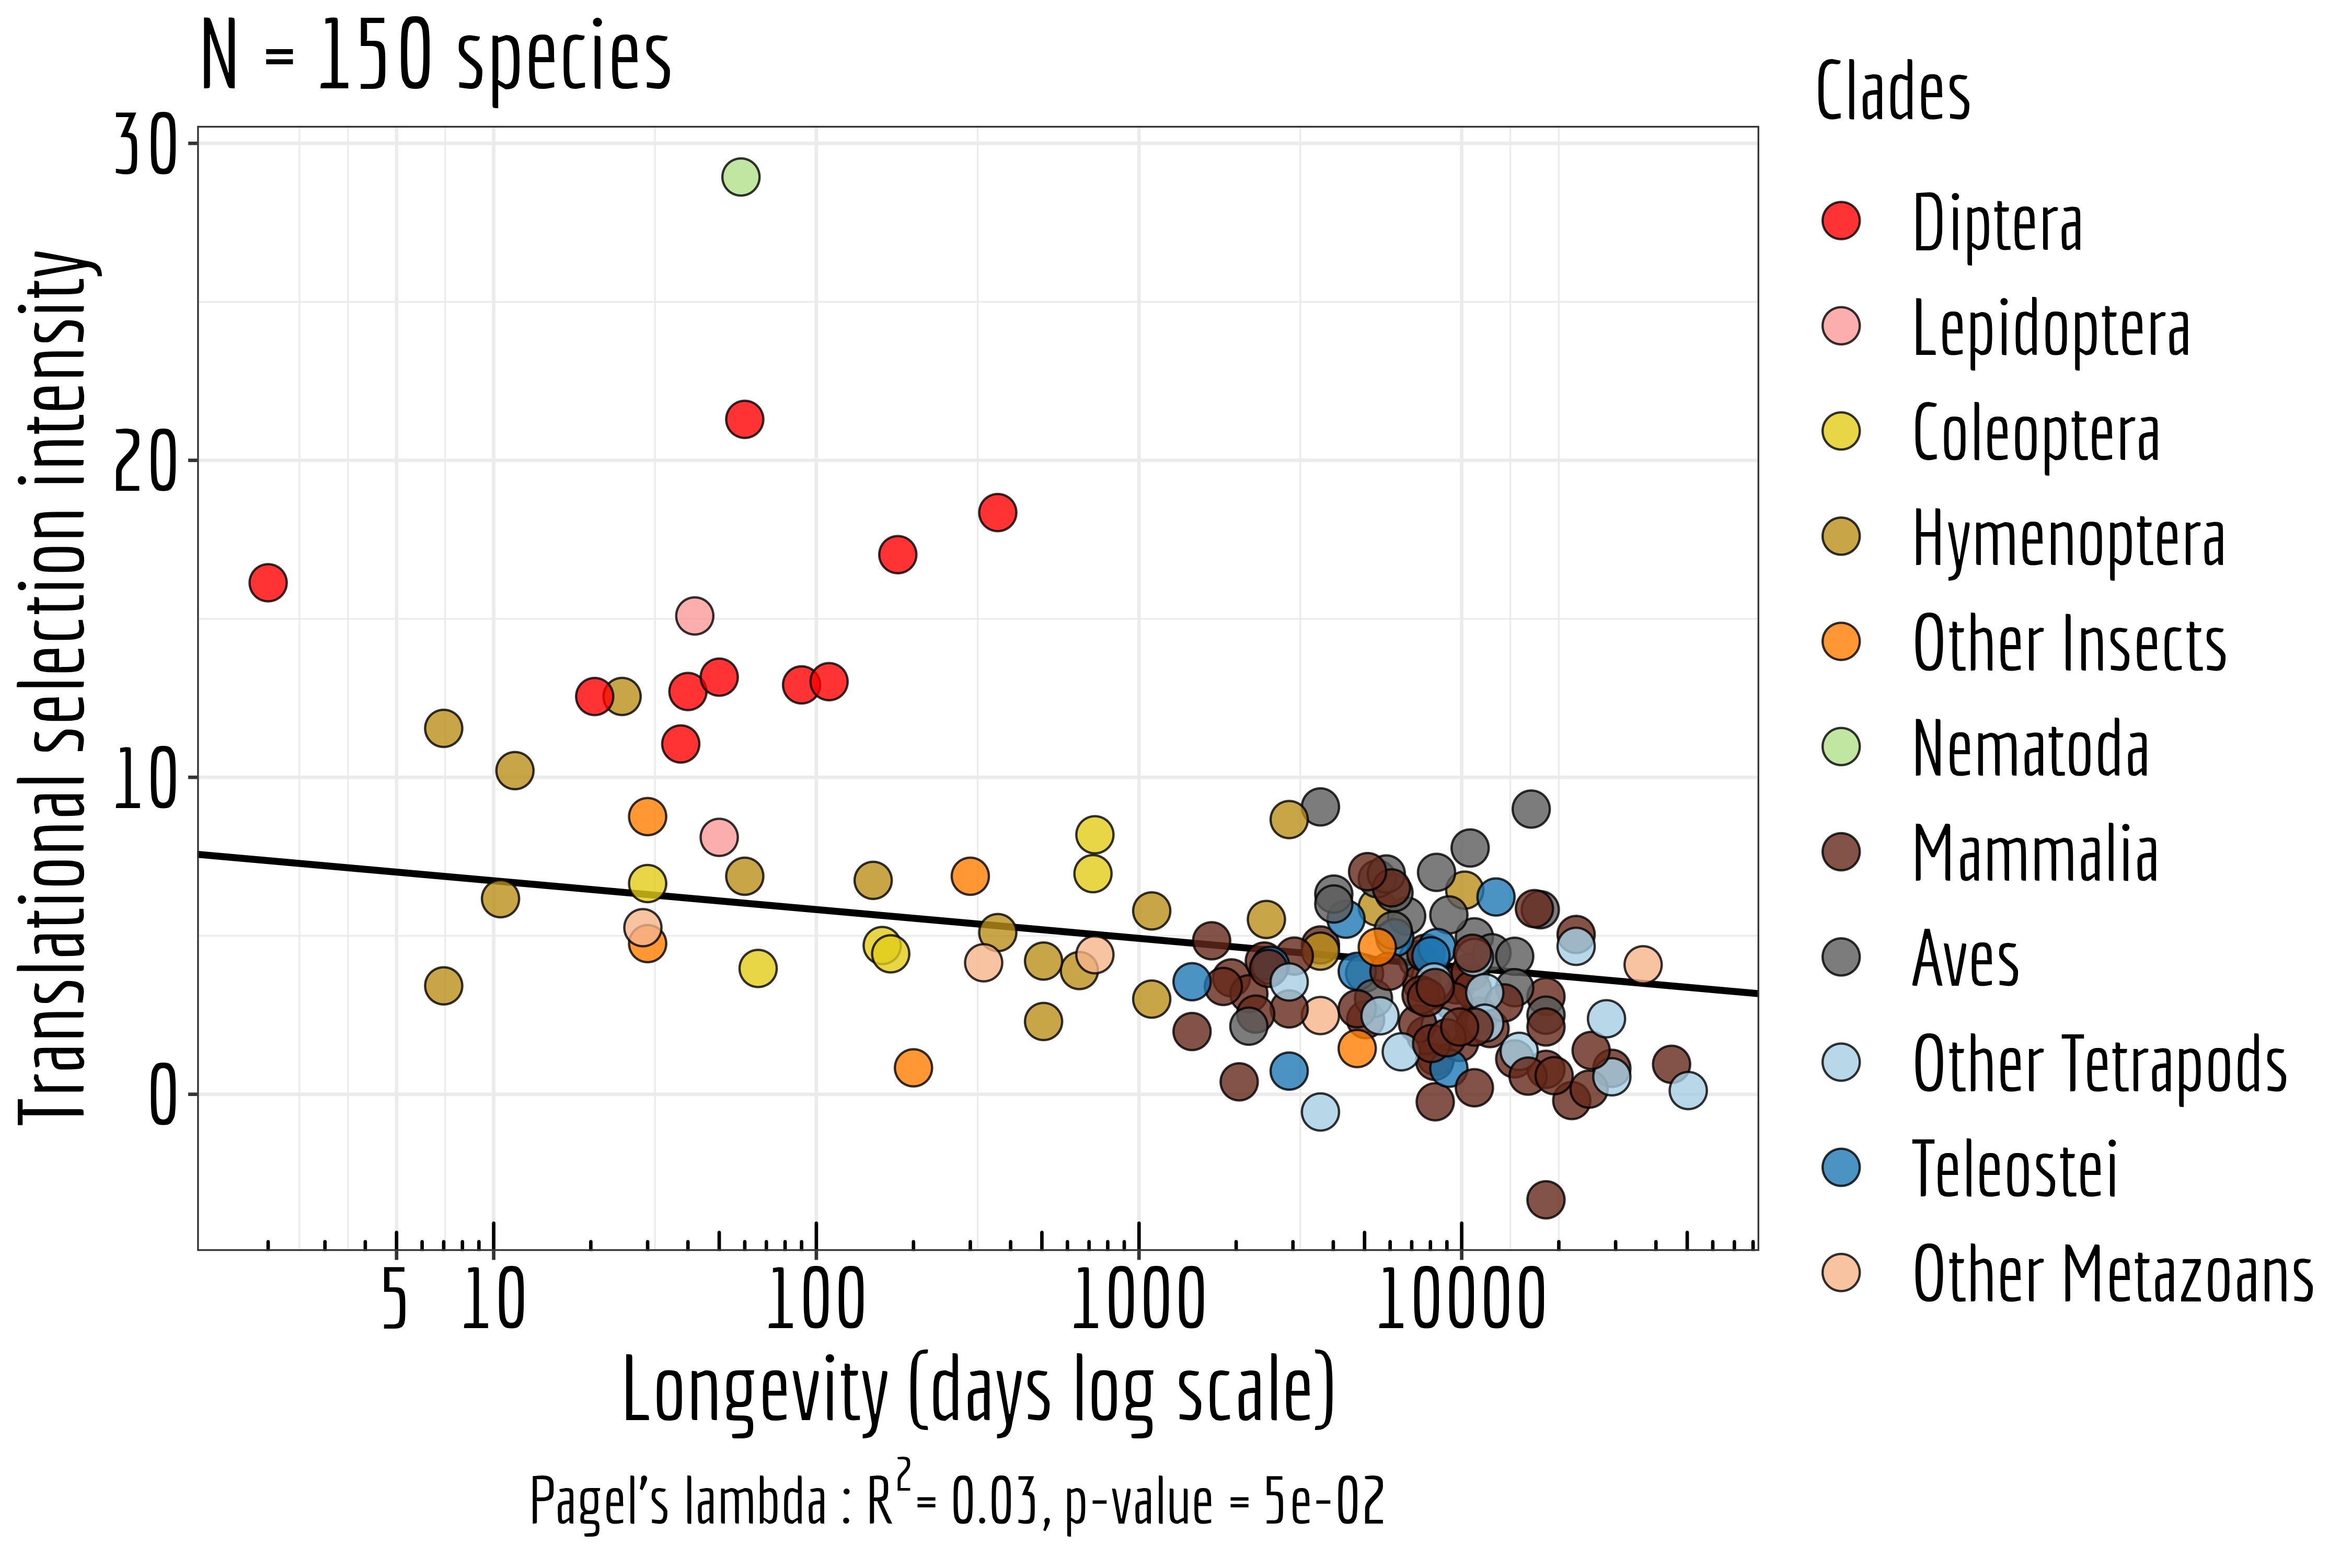 N = 150 species
30
20
10
0
Translational selection intensity
5 10 100 1000 10000
Longevity (days log scale)
Pagel's lambda : R²= 0.03, p-value = 5e-02
Clades
Diptera
Lepidoptera
Coleoptera
Hymenoptera
Other Insects
Nematoda
Mammalia
Aves
Other Tetrapods
Teleostei
Other Metazoans